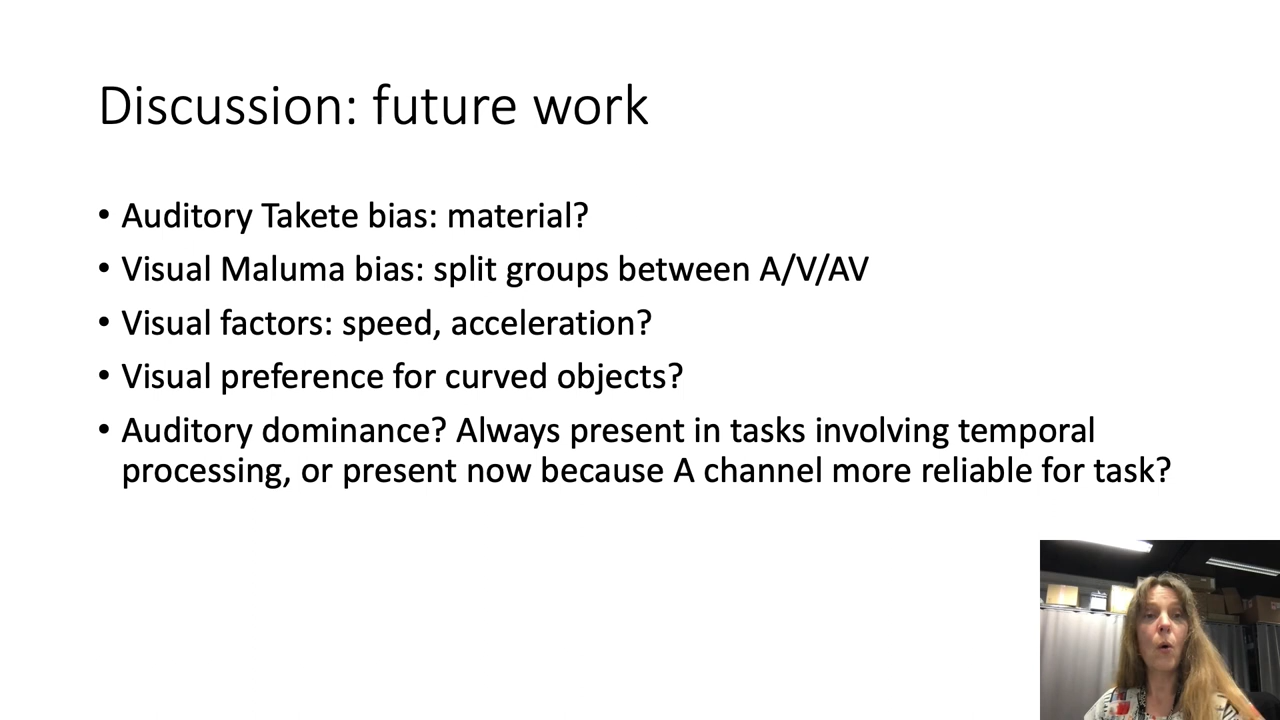 Discussion: future work
• Auditory Takete bias: material?
• Visual Maluma bias: split groups between A/V/AV
• Visual factors: speed, acceleration?
• Visual preference for curved objects?
• Auditory dominance? Always present in tasks involving temporal
processing, or present now because A channel more reliable for task?